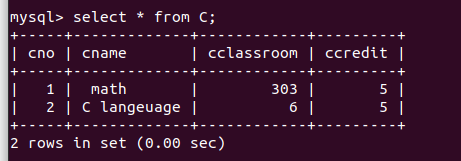 mysql> select * from C;
+-----+-------------+------------+---------+
| cno | cname       | cclassroom | ccredit |
+-----+-------------+------------+---------+
|   1 |  math       |        303 |       5 |
|   2 | C langeuage |          6 |       5 |
+-----+-------------+------------+---------+
2 rows in set (0.00 sec)